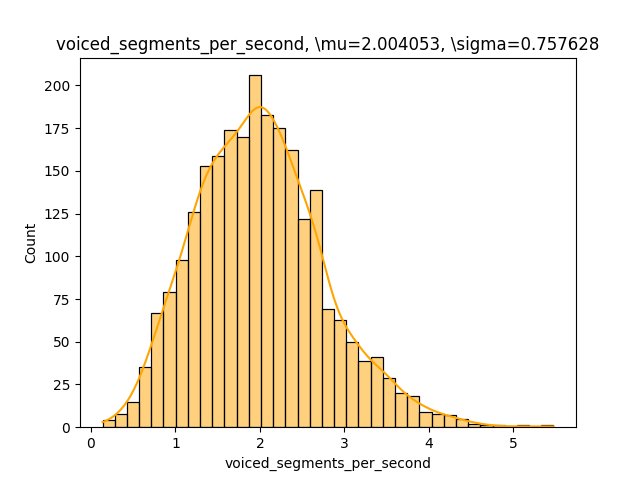 voiced_segments_per_second, \mu=2.004053, \sigma=0.757628
200
175
150
125
100
75
50
25
0
Count
0 1 2 3 4 5
voiced_segments_per_second